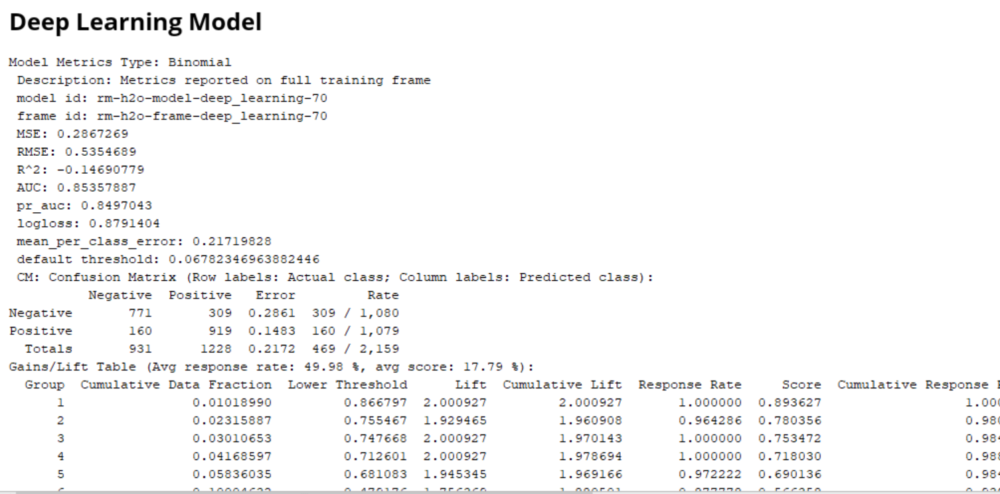 Deep Learning Model
Model Metrics Type: Binomial
Description: Metrics reported on full training frame
model id: rm-h2o-model-deep_learning-70
frame id: rm-h2o-frame-deep_learning-70
MSE: 0.2867269
RMSE: 0.5354689
R^2: -0.14690779
AUC: 0.85357887
pr_auc: 0.8497043
logloss: 0.8791404
mean_per_class_error: 0.21719828
default threshold: 0.06782346963882446
CM: Confusion Matrix (Row labels: Actual class; Column labels: Predicted class):
Negative Positive Error Rate
Negative 771 309 0.2861 309 / 1,080
Positive 160 919 0.1483 160 / 1,079
Totals 931 1228 0.2172 469 / 2,159
Gains/Lift Table (Avg response rate: 49.98 %, avg score: 17.79 %):
Group Cumulative Data Fraction Lower Threshold Lift Cumulative Lift Response Rate Score Cumulative Response
1 0.01018990 0.866797 2.000927 2.000927 1.000000 0.893627 1.00
2 0.02315887 0.755467 1.929465 1.960908 0.964286 0.780356 0.98
3 0.03010653 0.747668 2.000927 1.970143 1.000000 0.753472 0.98
4 0.04168597 0.712601 2.000927 1.978694 1.000000 0.718030 0.98
5 0.05836035 0.681083 1.945345 1.969166 0.972222 0.690136 0.98